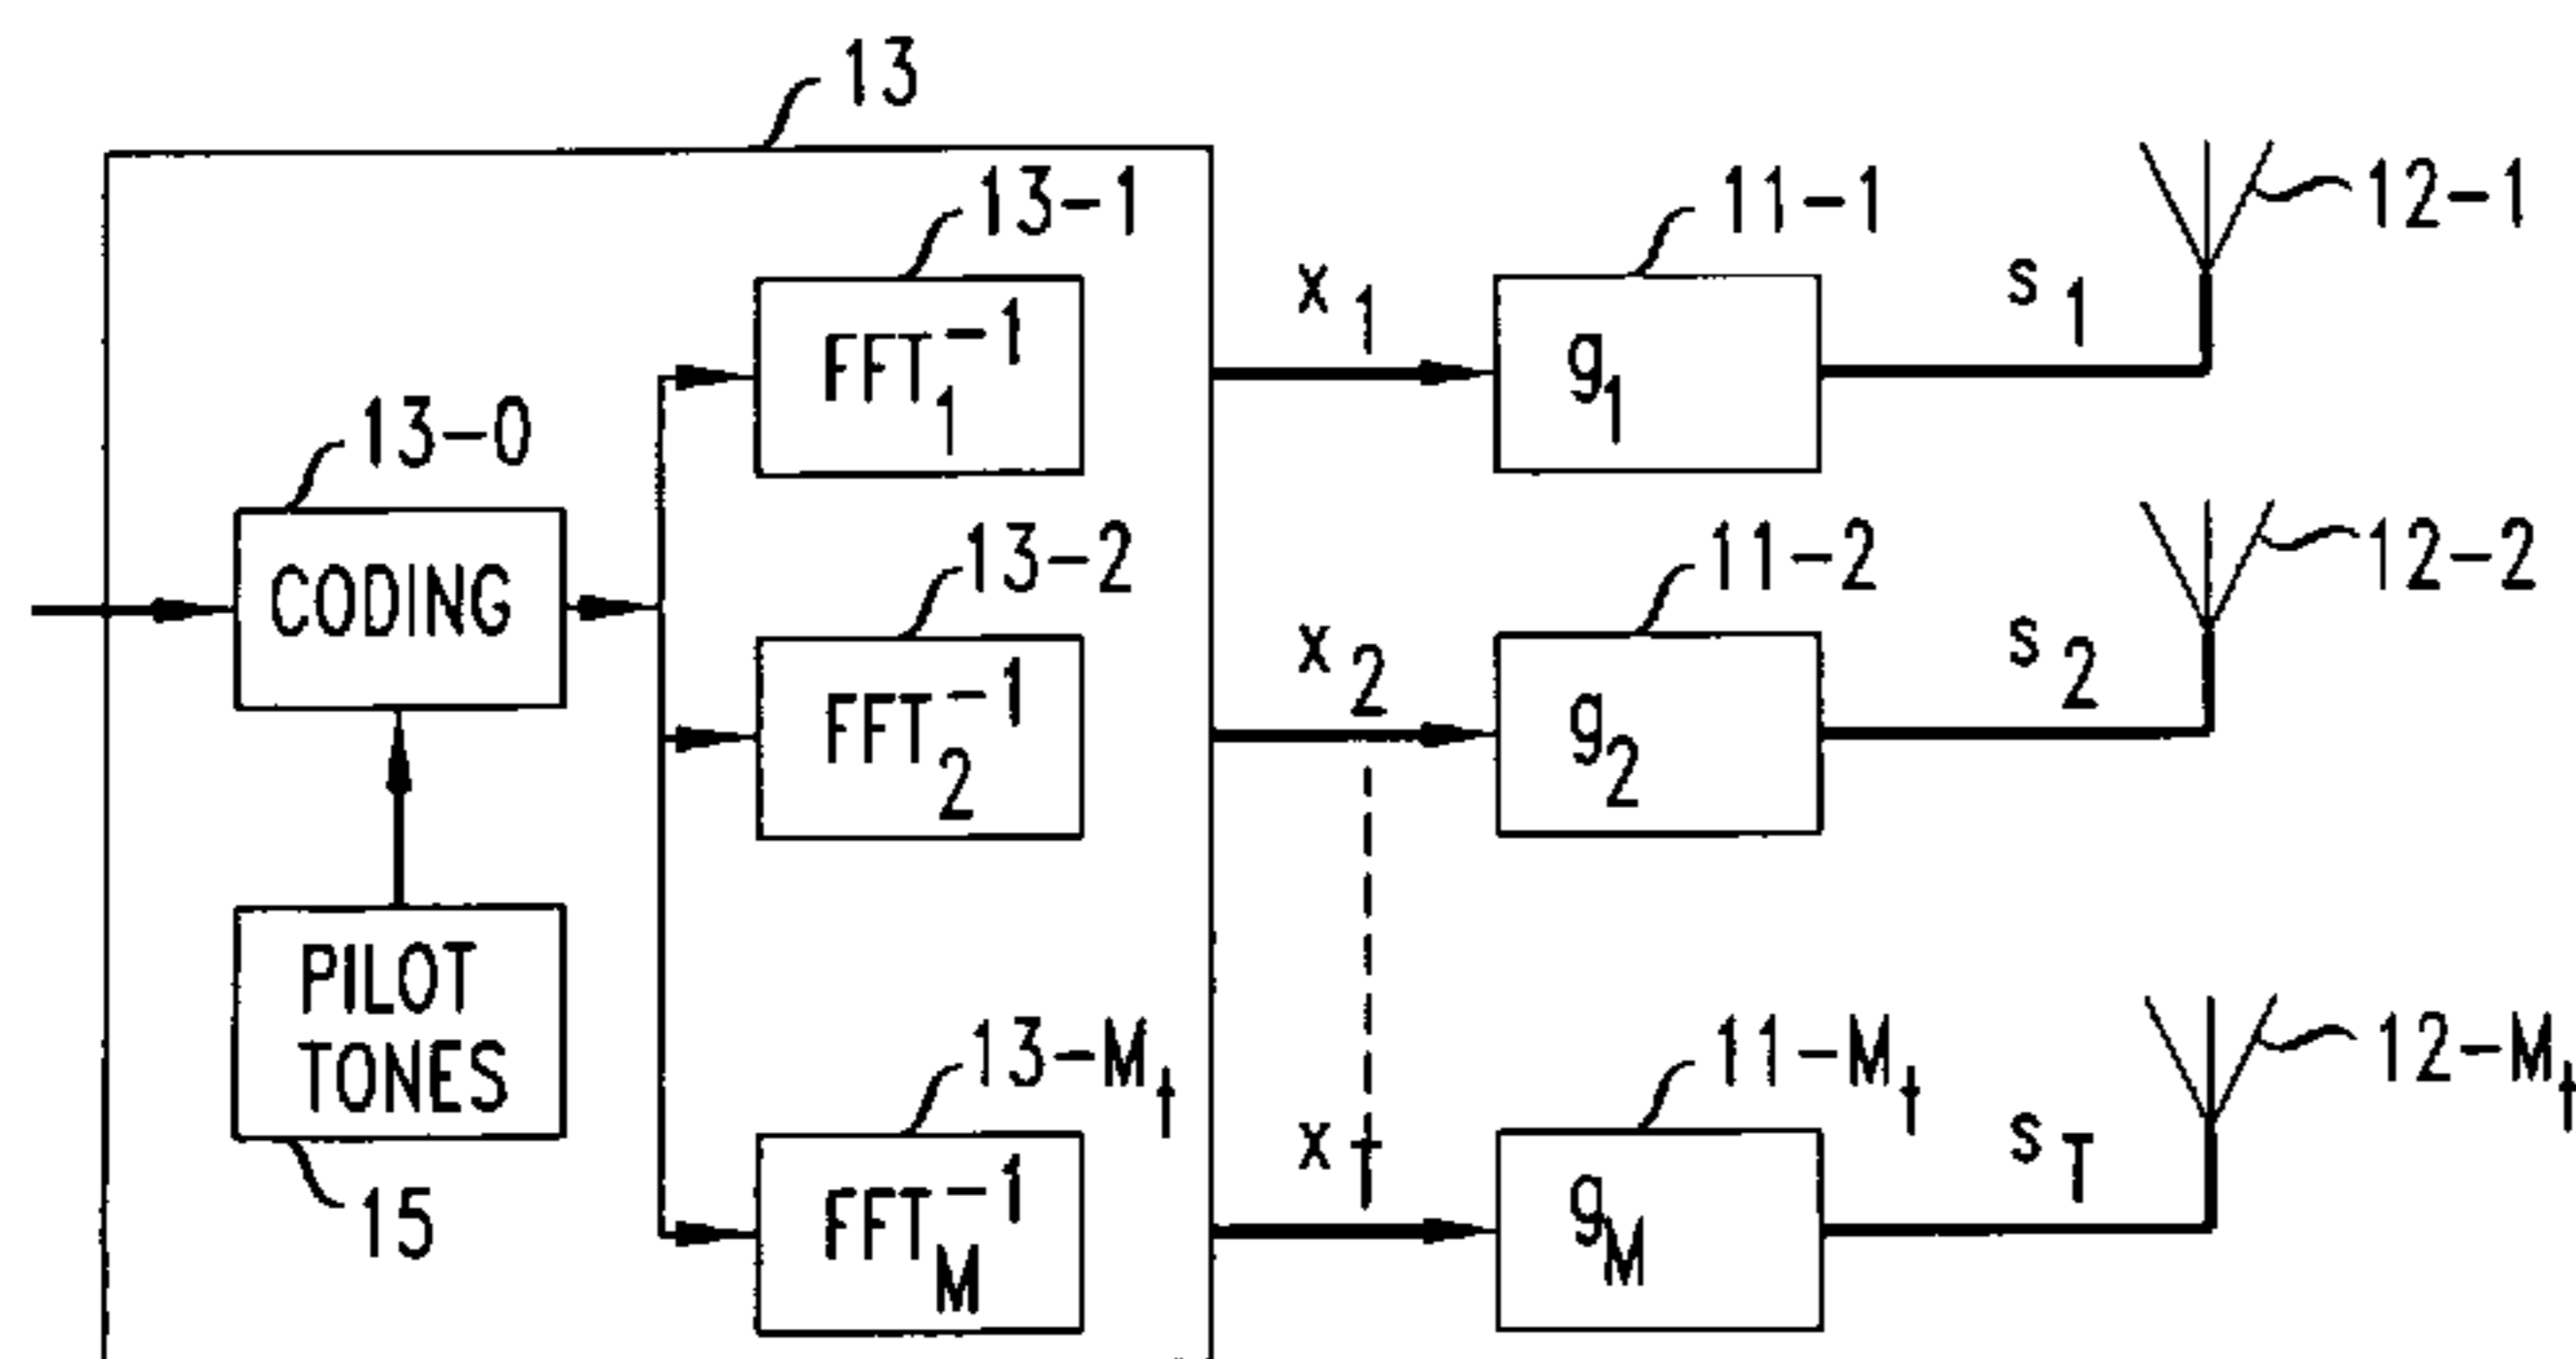 13
13-1
11-1
12-1
x1
s1
FFT1^-1
g1
13-0
13-2
11-2
12-2
CODING
x2
s2
FFT2^-1
g2
PILOT
TONES
13-Mt
11-Mt
12-Mt
xT
sT
15
FFTM^-1
gM